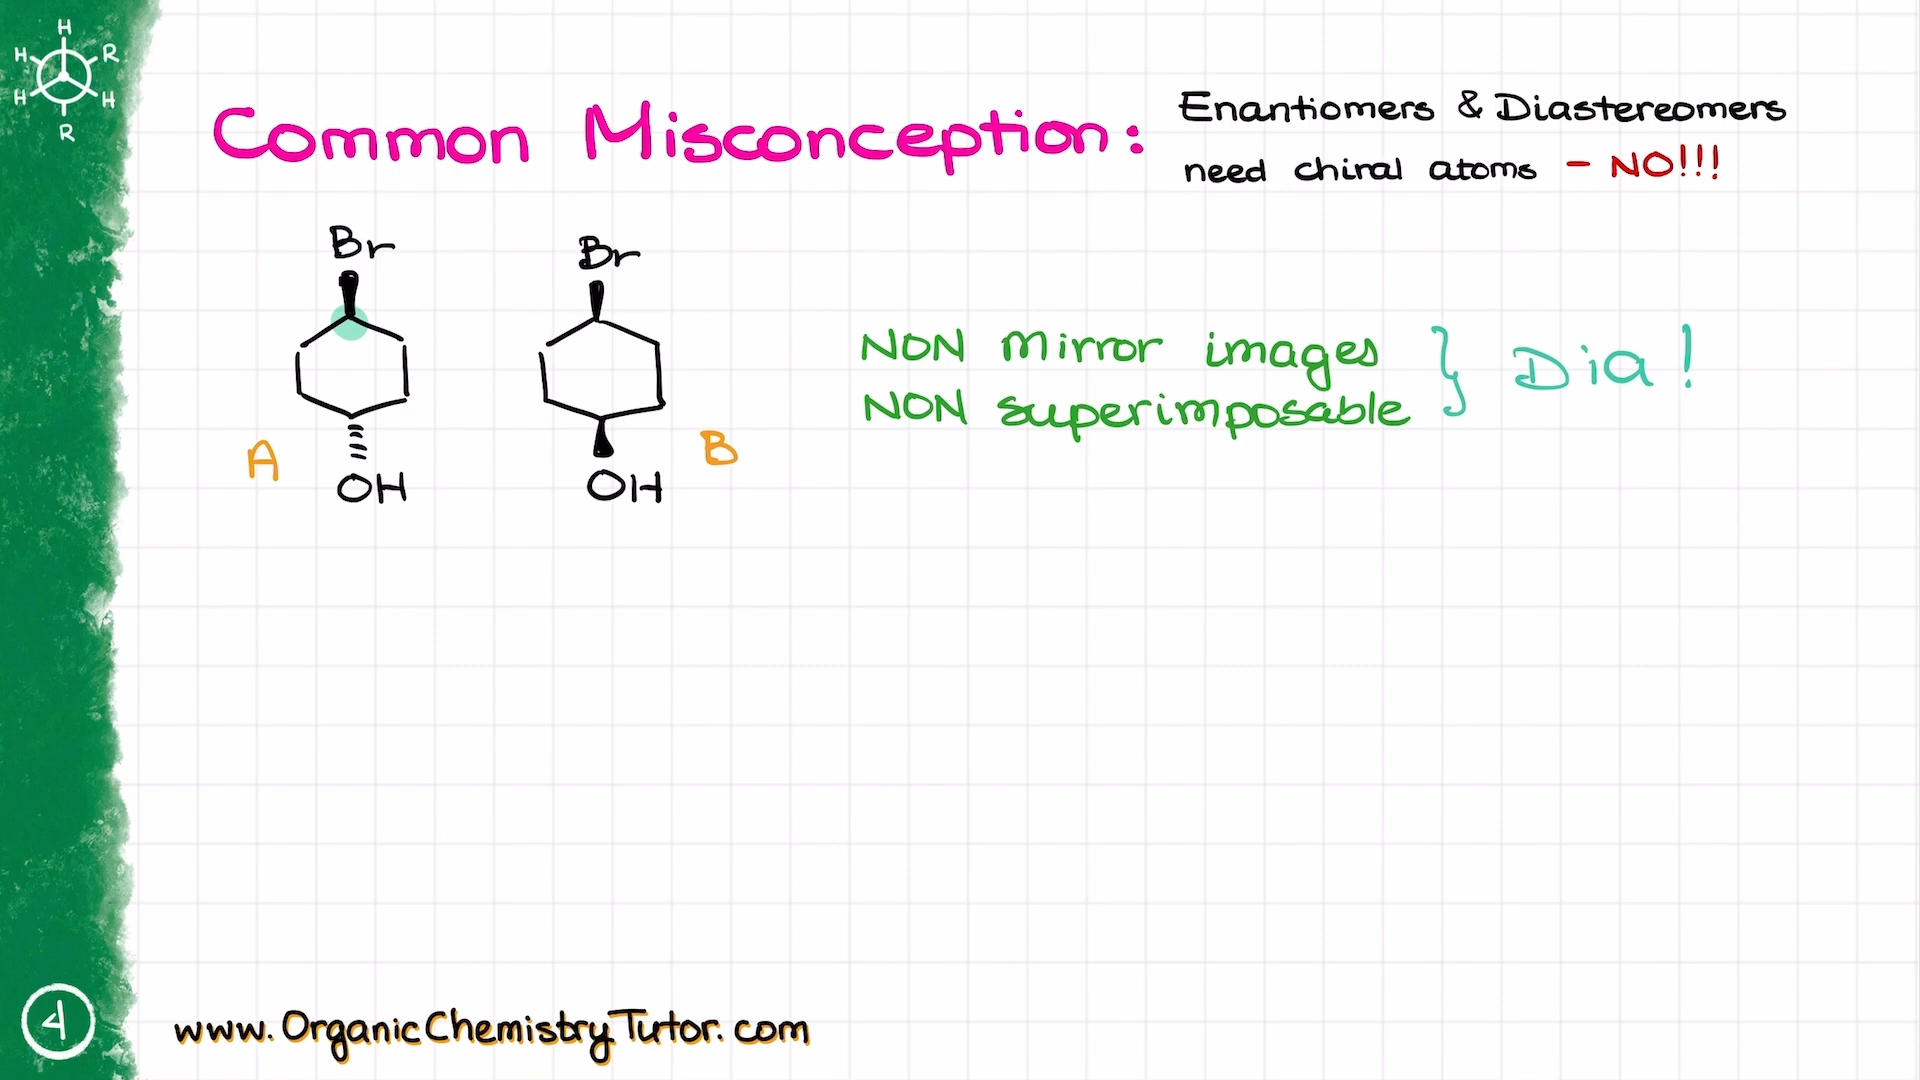 H
H R
H H
R
Common Misconception:
Enantiomers & Diastereomers
need chiral atoms - NO!!!
Br
Br
NON mirror images
NON superimposable
} Dia!
A
B
OH
OH
4
www.OrganicChemistryTutor.com